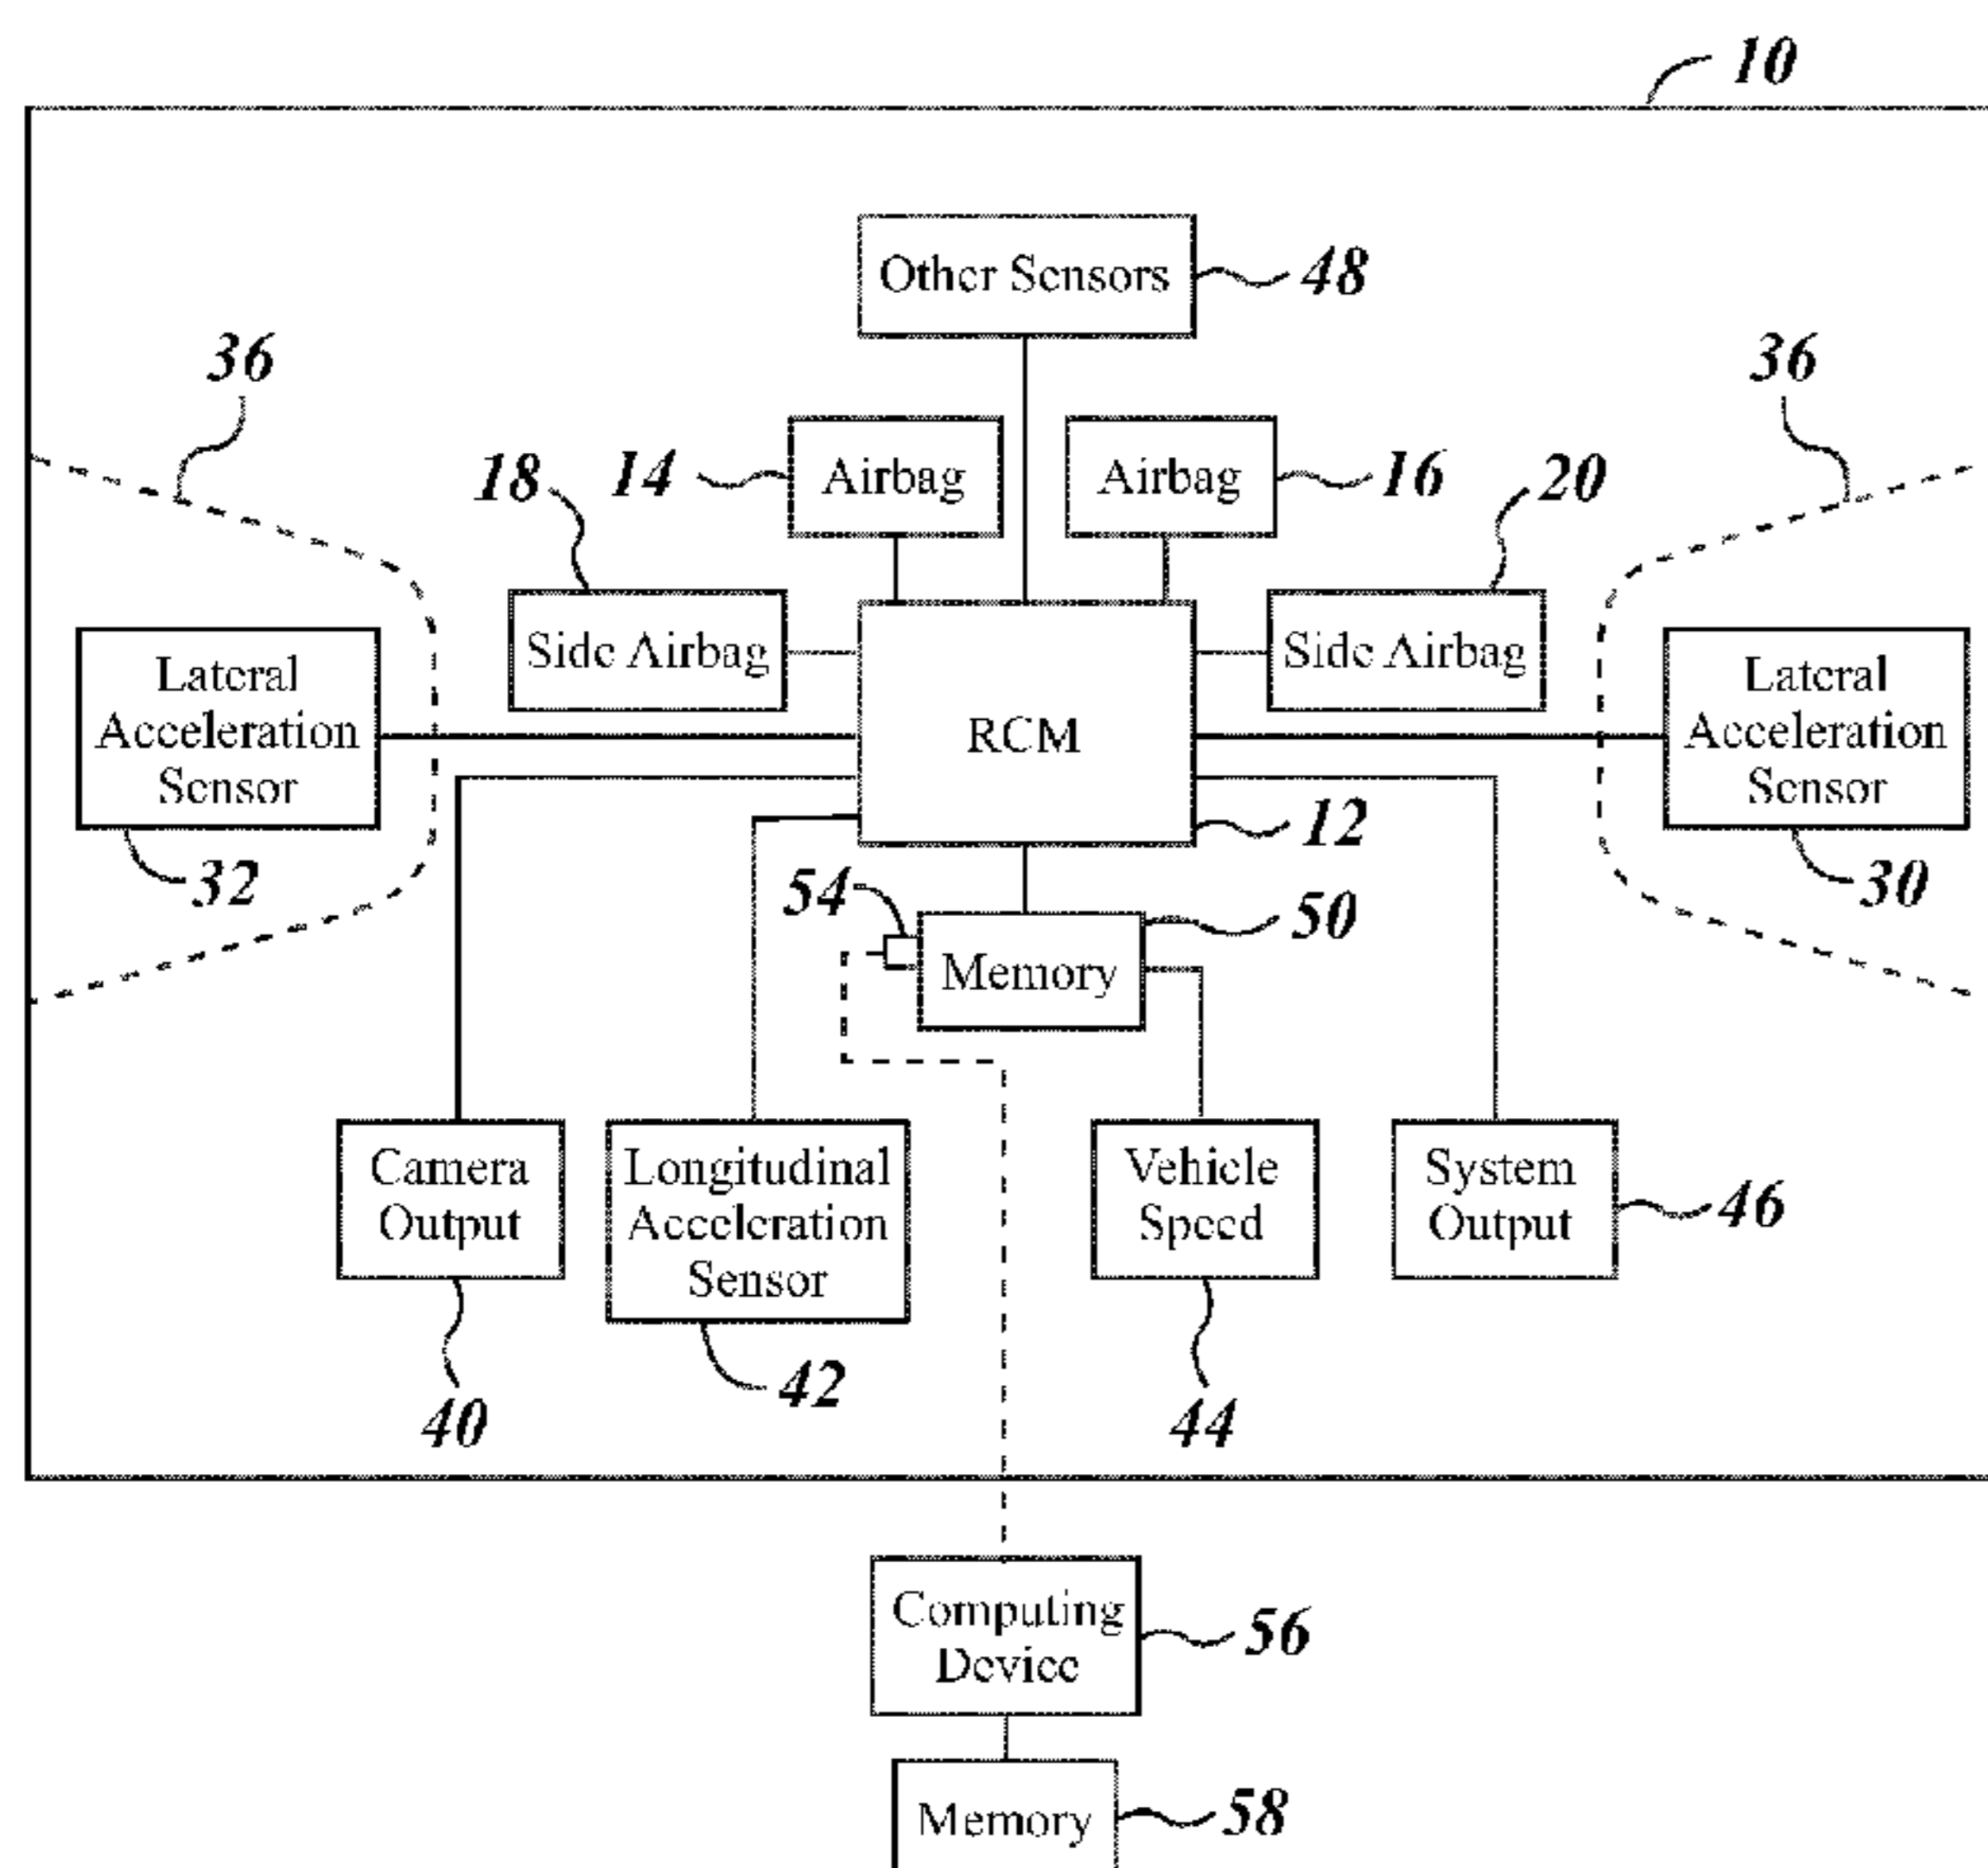 10
Other Sensors
48
36
36
18
14
Airbag
Airbag
16
20
Side Airbag
Side Airbag
Lateral
Acceleration
Sensor
RCM
Lateral
Acceleration
Sensor
12
32
30
54
50
Memory
Camera
Output
Longitudinal
Acceleration
Sensor
Vehicle
Speed
System
Output
46
42
40
44
Computing
Device
56
Memory
58